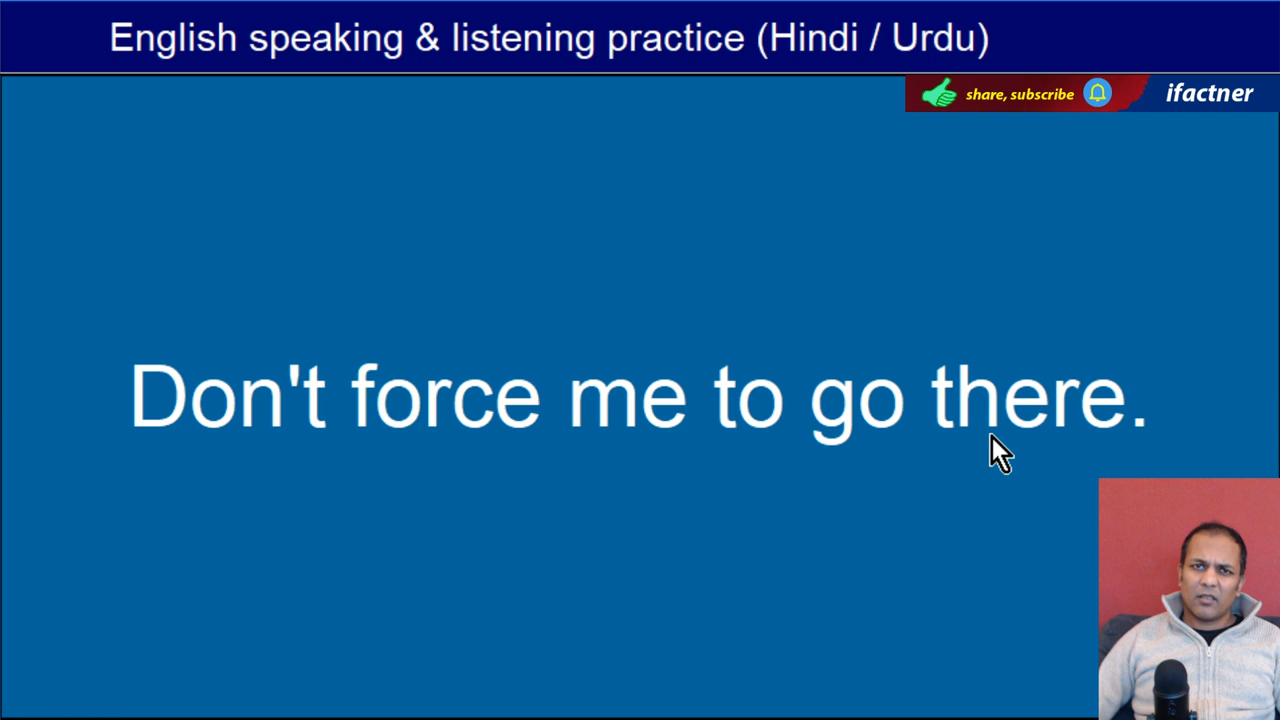 English speaking & listening practice (Hindi / Urdu)
share, subscribe
ifactner
Don't force me to go there.